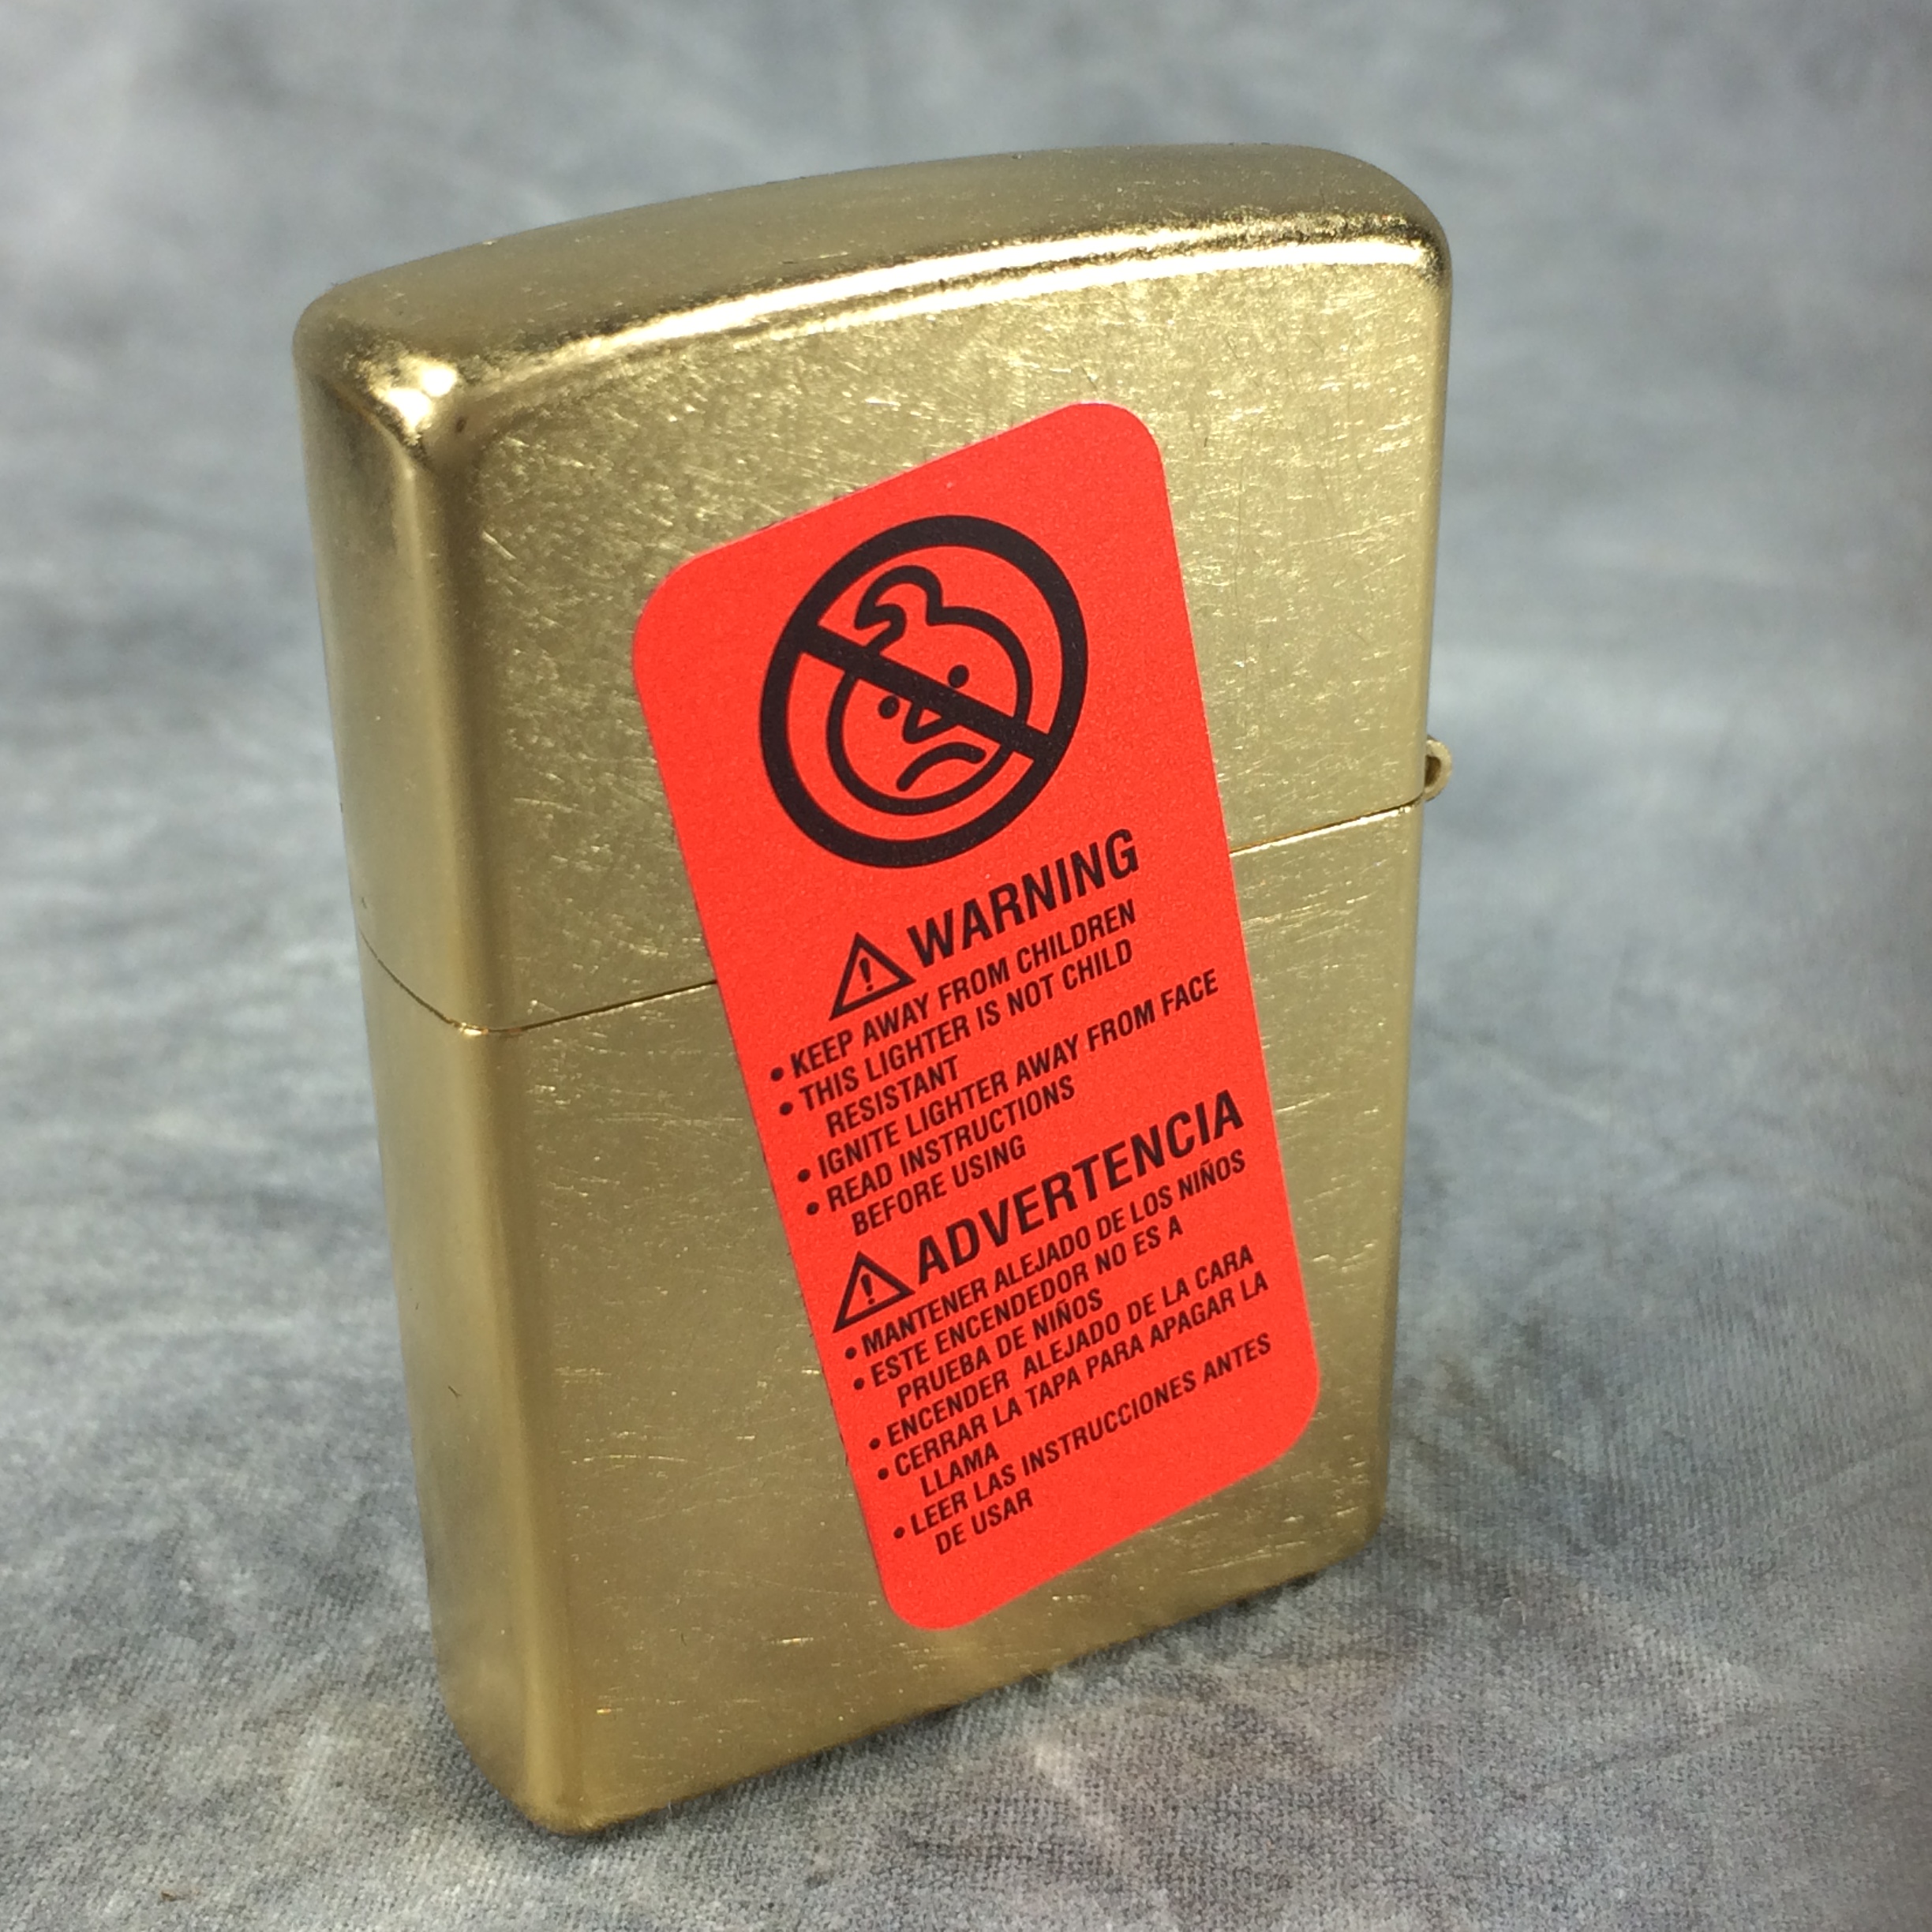 WARNING
• KEEP AWAY FROM CHILDREN
• THIS LIGHTER IS NOT CHILD
RESISTANT
• IGNITE LIGHTER AWAY FROM FACE
• READ INSTRUCTIONS
BEFORE USING
ADVERTENCIA
• MANTENER ALEJADO DE LOS NIÑOS
• ESTE ENCENDEDOR NO ES A
PRUEBA DE NIÑOS
• ENCENDER ALEJADO DE LA CARA
• CERRAR LA TAPA PARA APAGAR LA
LLAMA
• LEER LAS INSTRUCCIONES ANTES
DE USAR